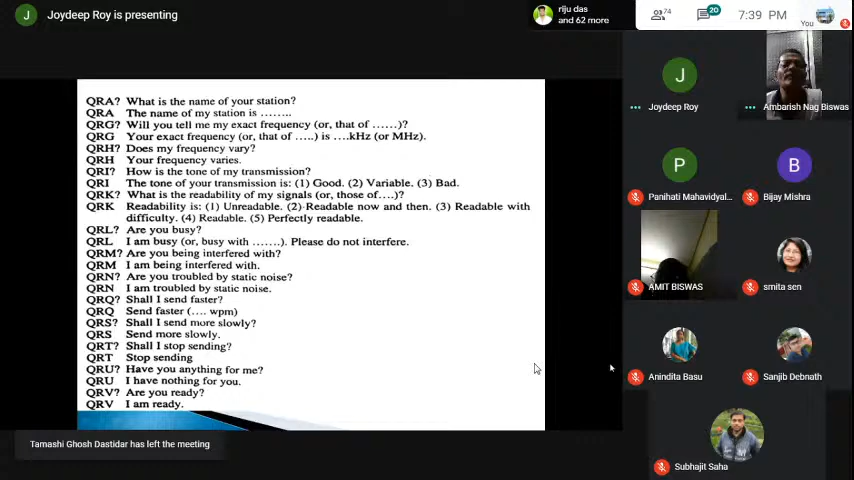 J Joydeep Roy is presenting
riju das
and 62 more
74
20
7:39 PM
You
QRA? What is the name of your station?
QRA The name of my station is ........
QRG? Will you tell me my exact frequency (or, that of ......)?
QRG Your exact frequency (or, that of .....) is ....kHz (or MHz).
QRH? Does my frequency vary?
QRH Your frequency varies.
QRI? How is the tone of my transmission?
QRI The tone of your transmission is: (1) Good. (2) Variable. (3) Bad.
QRK? What is the readability of my signals (or, those of....)?
QRK Readability is: (1) Unreadable. (2) Readable now and then. (3) Readable with
difficulty. (4) Readable. (5) Perfectly readable.
QRL? Are you busy?
QRL I am busy (or, busy with .......). Please do not interfere.
QRM? Are you being interfered with?
QRM I am being interfered with.
QRN? Are you troubled by static noise?
QRN I am troubled by static noise.
QRQ? Shall I send faster?
QRQ Send faster (.... wpm)
QRS? Shall I send more slowly?
QRS Send more slowly.
QRT? Shall I stop sending?
QRT Stop sending
QRU? Have you anything for me?
QRU I have nothing for you.
QRV? Are you ready?
QRV I am ready.
Tamashi Ghosh Dastidar has left the meeting
J
Joydeep Roy
Ambarish Nag Biswas
P
Panihati Mahavidyal...
B
Bijay Mishra
AMIT BISWAS
smita sen
Anindita Basu
Sanjib Debnath
Subhajit Saha